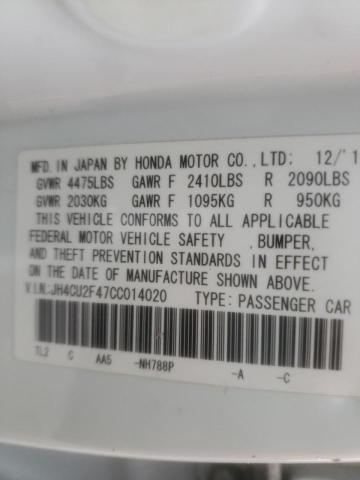 MFD.IN JAPAN BY HONDA MOTOR CO.,LTD: 12/'1
GVWR 4475LBS GAWR F 2410LBS R 2090LBS
GVWR 2030KG GAWR F 1095KG R 950KG
THIS VEHICLE CONFORMS TO ALL APPLICABLE
FEDERAL MOTOR VEHICLE SAFETY ,BUMPER,
AND THEFT PREVENTION STANDARDS IN EFFECT
ON THE DATE OF MANUFACTURE SHOWN ABOVE.
V.I.N:JH4CU2F47CC014020 TYPE: PASSENGER CAR
TL2 C AA5 -NH788P -A -C